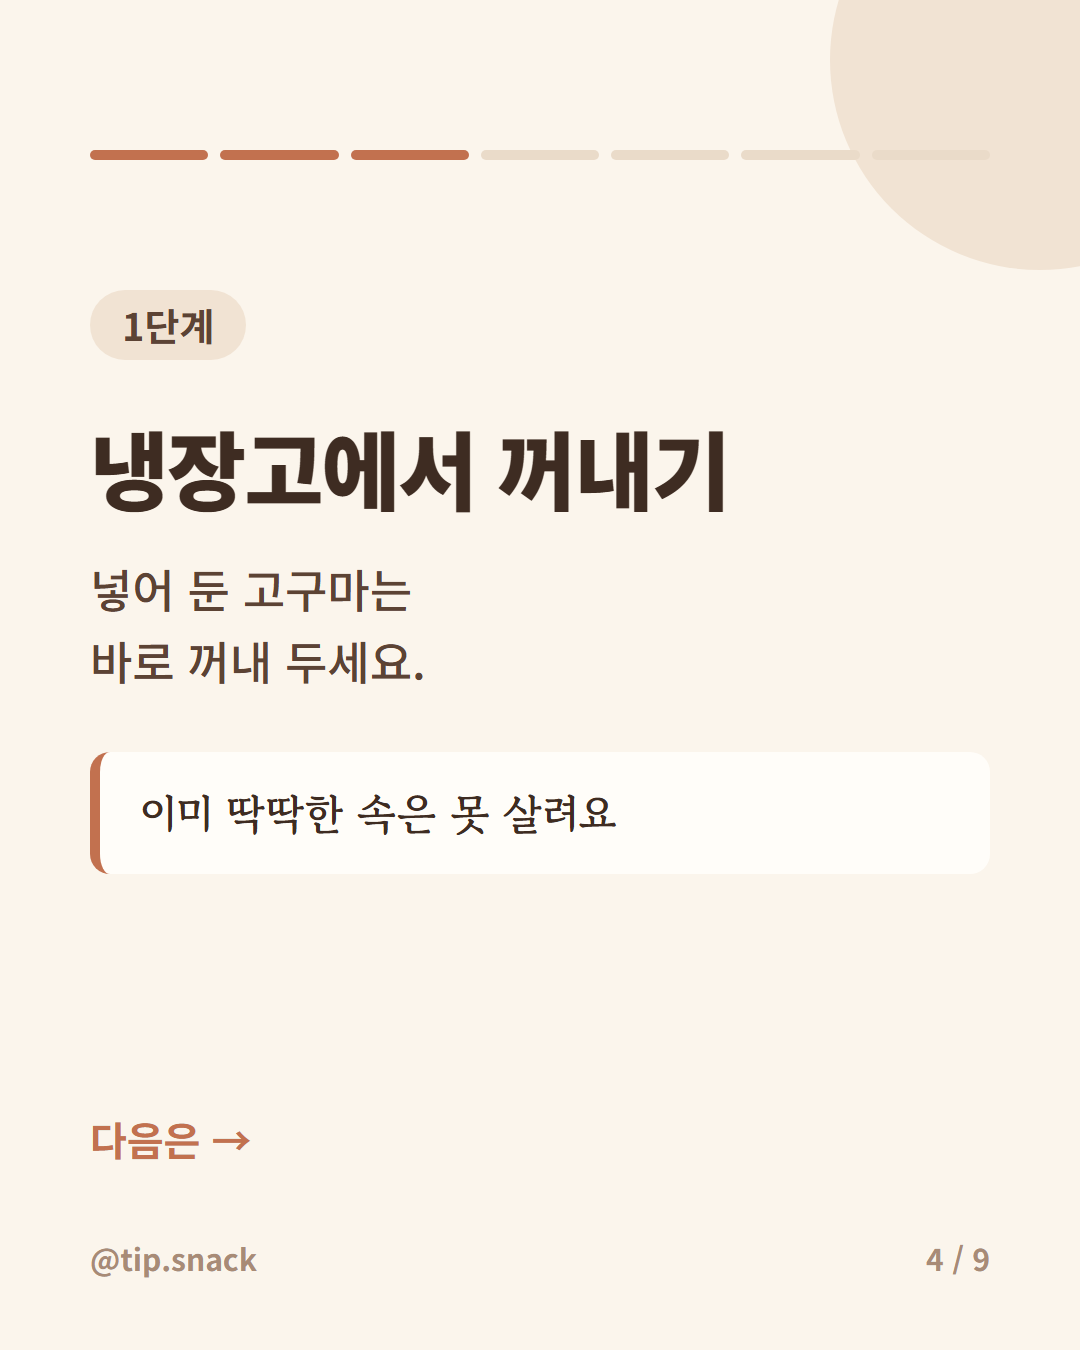 1단계
냉장고에서 꺼내기
넣어 둔 고구마는
바로 꺼내 두세요.
이미 딱딱한 속은 못 살려요
다음은 →
@tip.snack
4 / 9